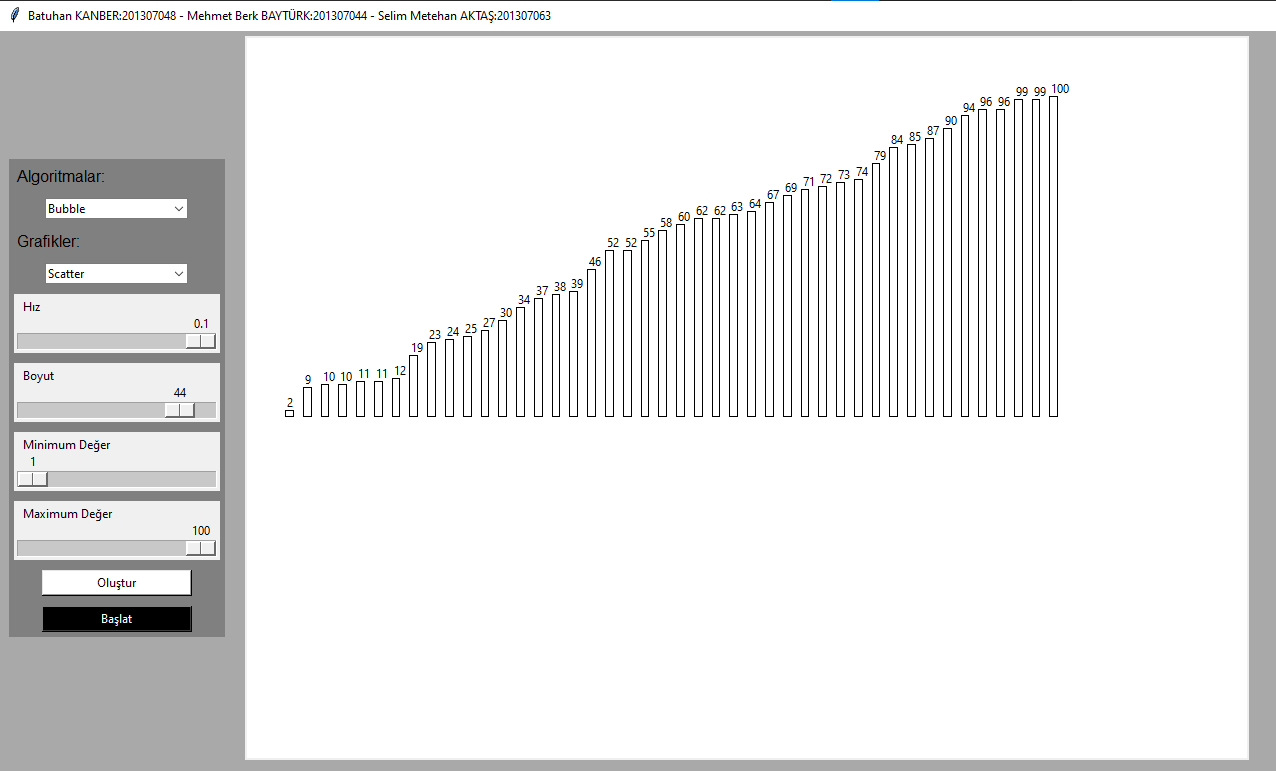 Batuhan KANBER:201307048 - Mehmet Berk BAYTÜRK:201307044 - Selim Metehan AKTAŞ:201307063
Algoritmalar:
Bubble
Grafikler:
Scatter
Hız
0.1
Boyut
44
Minimum Değer
1
Maximum Değer
100
Oluştur
Başlat
2 9 10 10 11 11 12 19 23 24 25 27 30 34 37 38 39 46 52 52 55 58 60 62 62 63 64 67 69 71 72 73 74 79 84 85 87 90 94 96 96 99 99 100